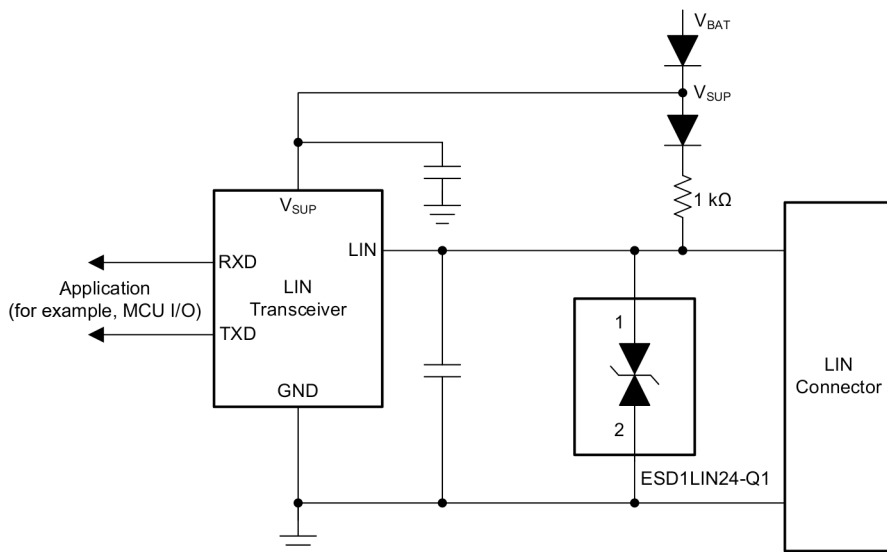 V_BAT
V_SUP
1 kΩ
V_SUP
LIN
RXD
LIN
Transceiver
Application
(for example, MCU I/O)
TXD
GND
1
2
ESD1LIN24-Q1
LIN
Connector